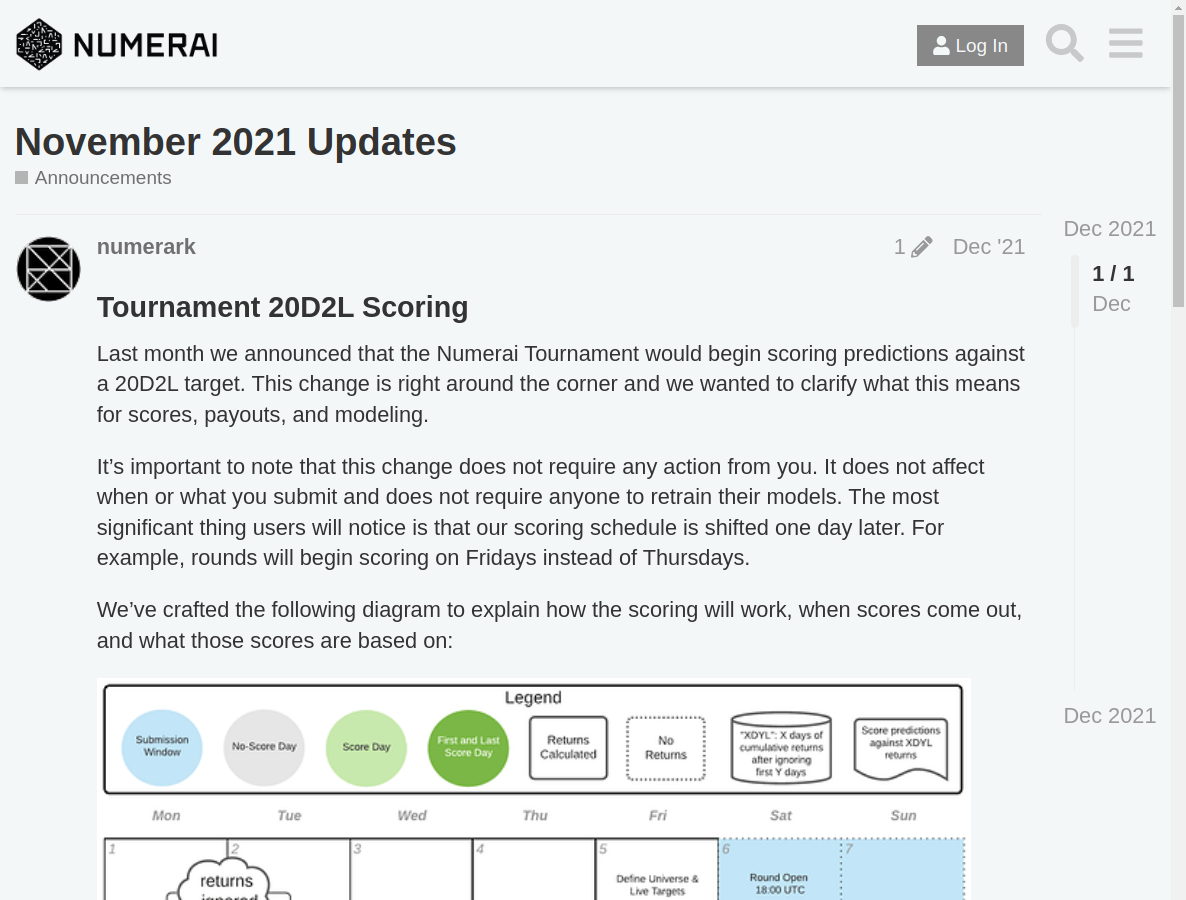 NUMERAI
Log In
November 2021 Updates
Announcements
numerark
1
Dec '21
Dec 2021
1 / 1
Dec
Dec 2021
Tournament 20D2L Scoring
Last month we announced that the Numerai Tournament would begin scoring predictions against
a 20D2L target. This change is right around the corner and we wanted to clarify what this means
for scores, payouts, and modeling.
It’s important to note that this change does not require any action from you. It does not affect
when or what you submit and does not require anyone to retrain their models. The most
significant thing users will notice is that our scoring schedule is shifted one day later. For
example, rounds will begin scoring on Fridays instead of Thursdays.
We’ve crafted the following diagram to explain how the scoring will work, when scores come out,
and what those scores are based on:
Legend
Submission
Window
No-Score Day
Score Day
First and Last
Score Day
Returns
Calculated
No
Returns
"XDYL": X days of
cumulative returns
after ignoring
first Y days
Score predictions
against XDYL
returns
Mon Tue Wed Thu Fri Sat Sun
1 2 3 4 5 6 7
returns
ignored
Define Universe &
Live Targets
Round Open
18:00 UTC